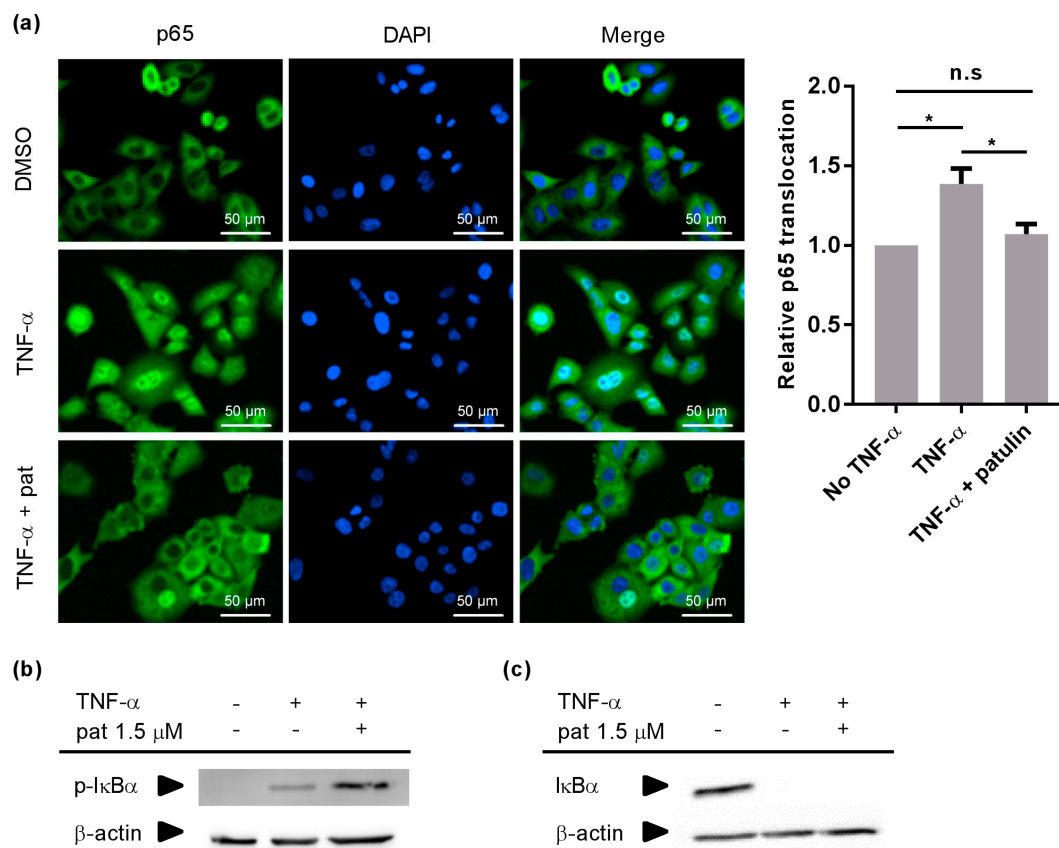 (a)
p65 DAPI Merge
DMSO
50 μm 50 μm 50 μm
TNF-α
50 μm 50 μm 50 μm
TNF-α + pat
50 μm 50 μm 50 μm
Relative p65 translocation
2.0
1.5
1.0
0.5
0.0
n.s
* 
*
No TNF-α
TNF-α
TNF-α + patulin
(b)
TNF-α - + +
pat 1.5 μM - - +
p-IκBα
β-actin
(c)
TNF-α - + +
pat 1.5 μM - - +
IκBα
β-actin